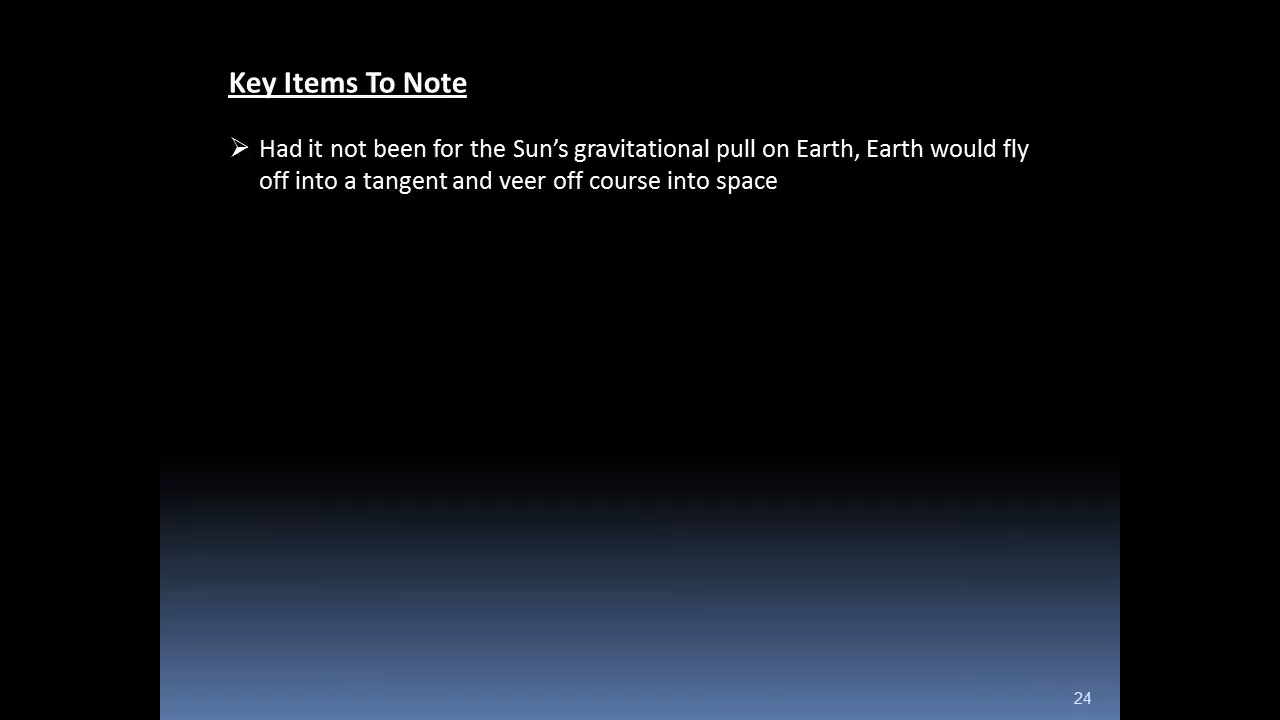 Key Items To Note
➢ Had it not been for the Sun’s gravitational pull on Earth, Earth would fly
off into a tangent and veer off course into space
24